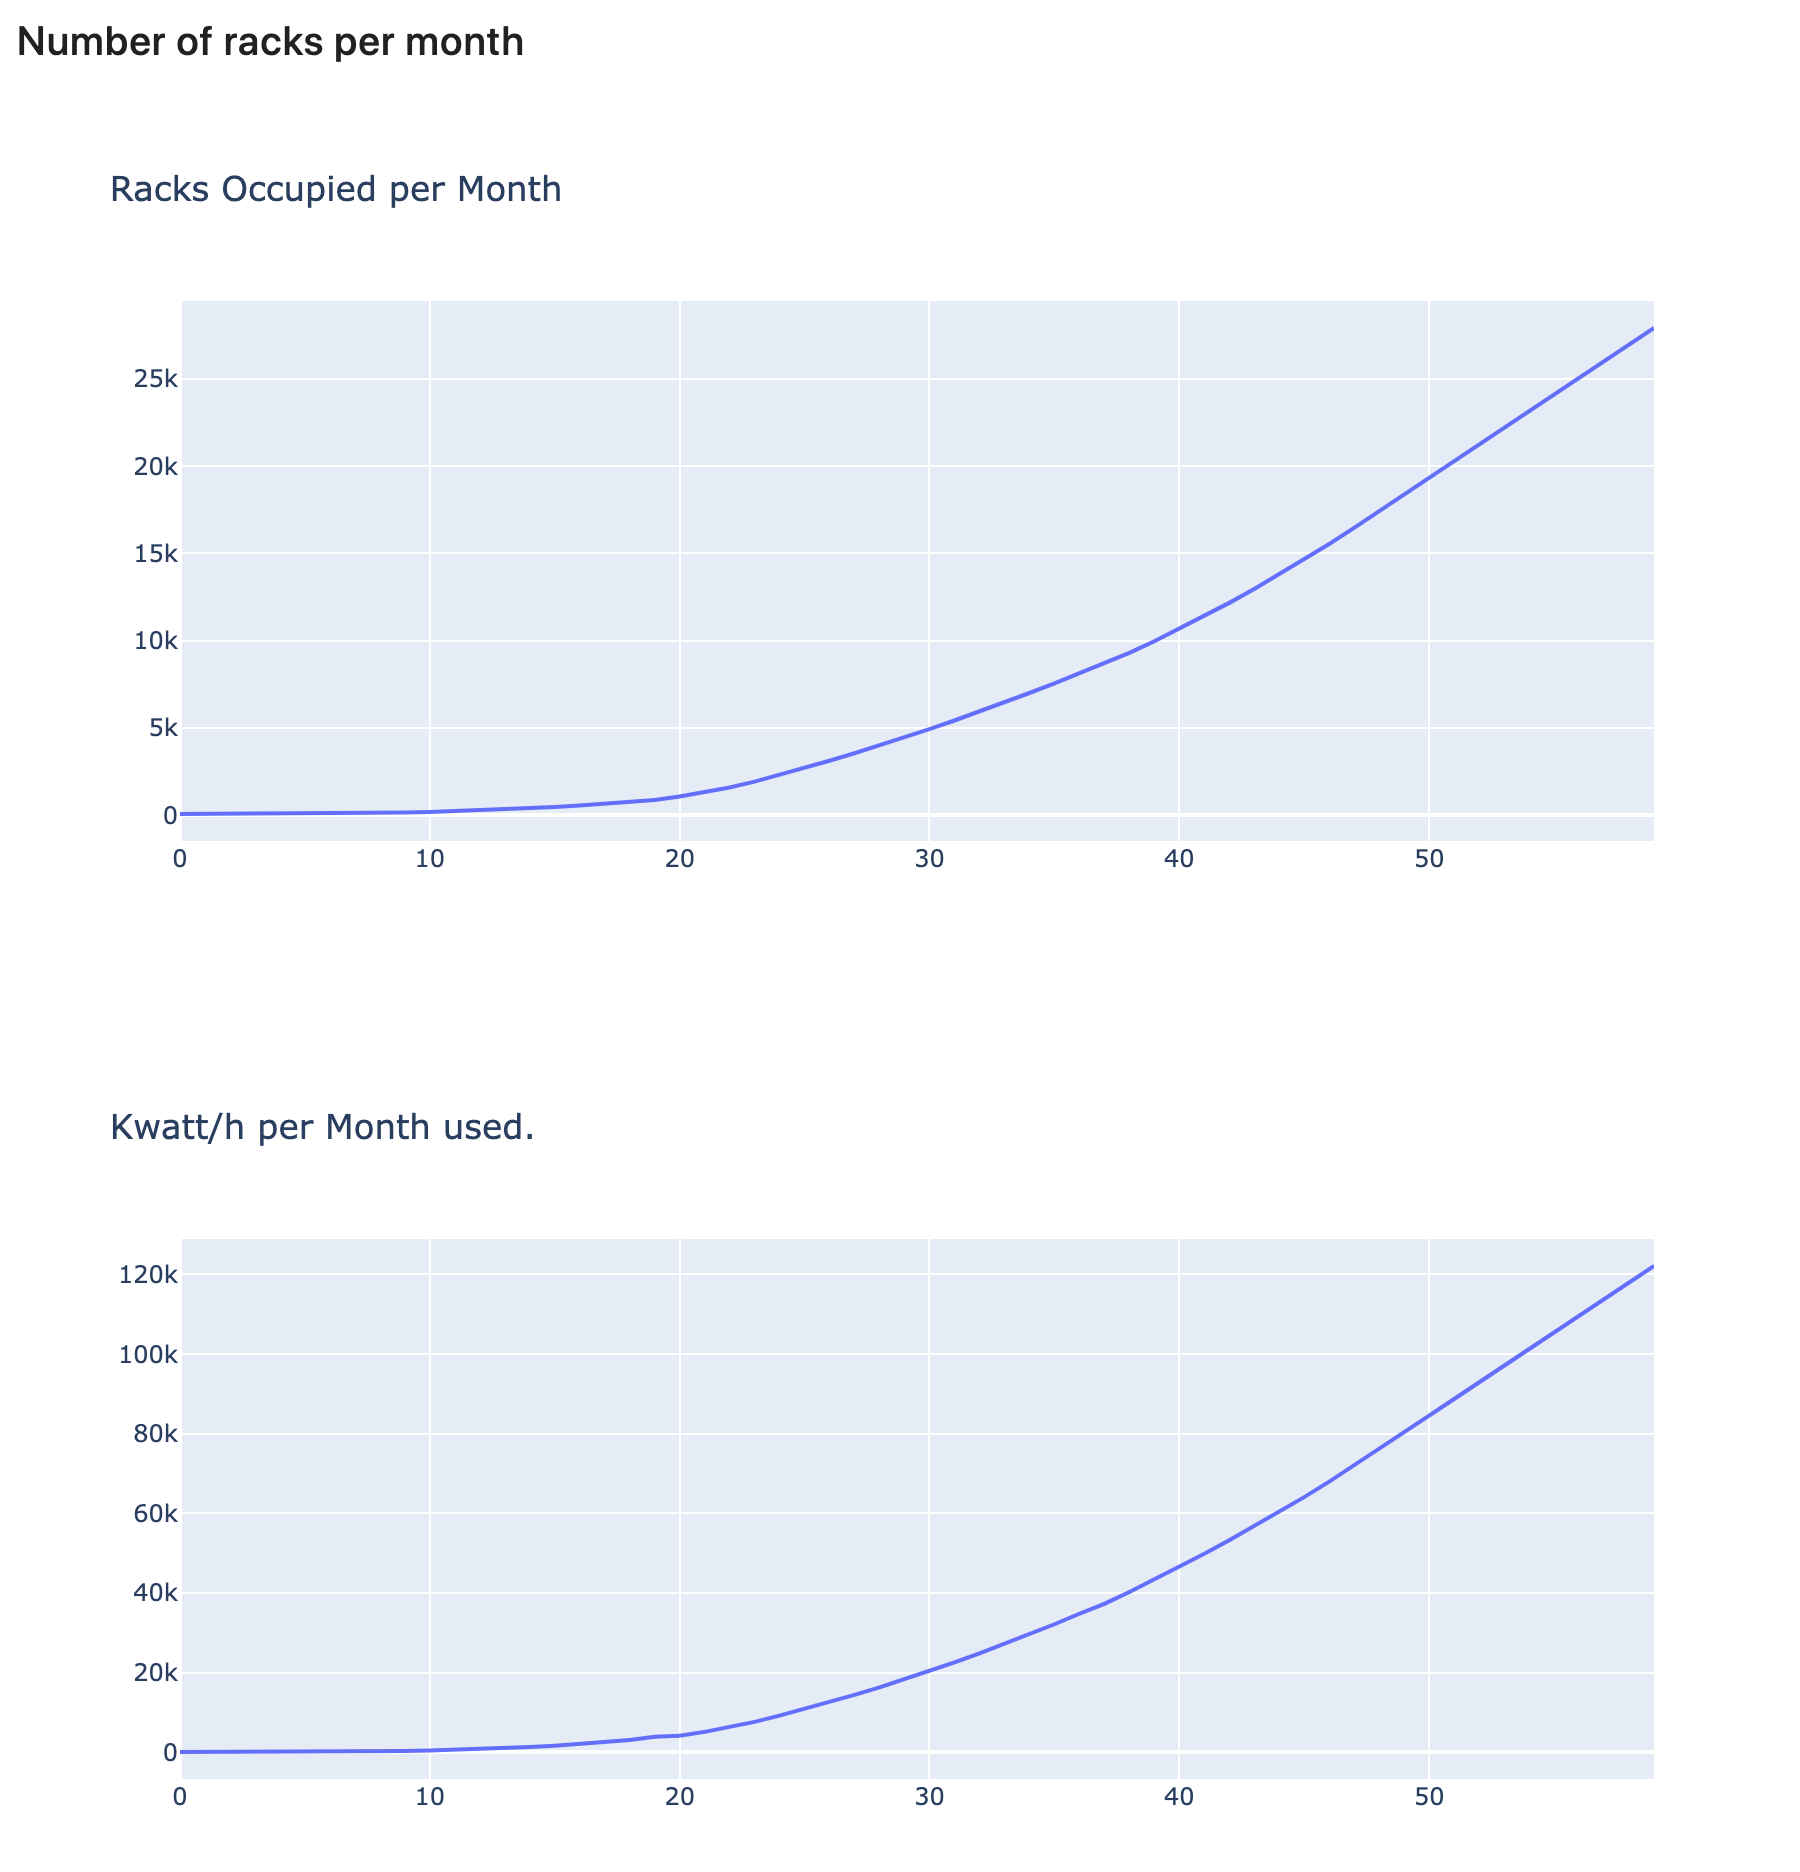 Number of racks per month
Racks Occupied per Month
25k
20k
15k
10k
5k
0
0 10 20 30 40 50
Kwatt/h per Month used.
120k
100k
80k
60k
40k
20k
0
0 10 20 30 40 50